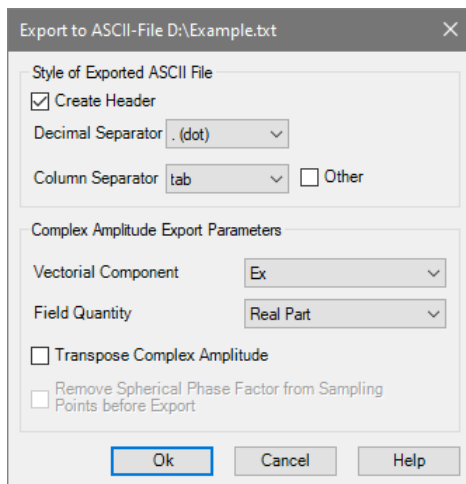 Export to ASCII-File D:\Example.txt
Style of Exported ASCII File
Create Header
Decimal Separator . (dot)
Column Separator tab Other
Complex Amplitude Export Parameters
Vectorial Component Ex
Field Quantity Real Part
Transpose Complex Amplitude
Remove Spherical Phase Factor from Sampling
Points before Export
Ok Cancel Help